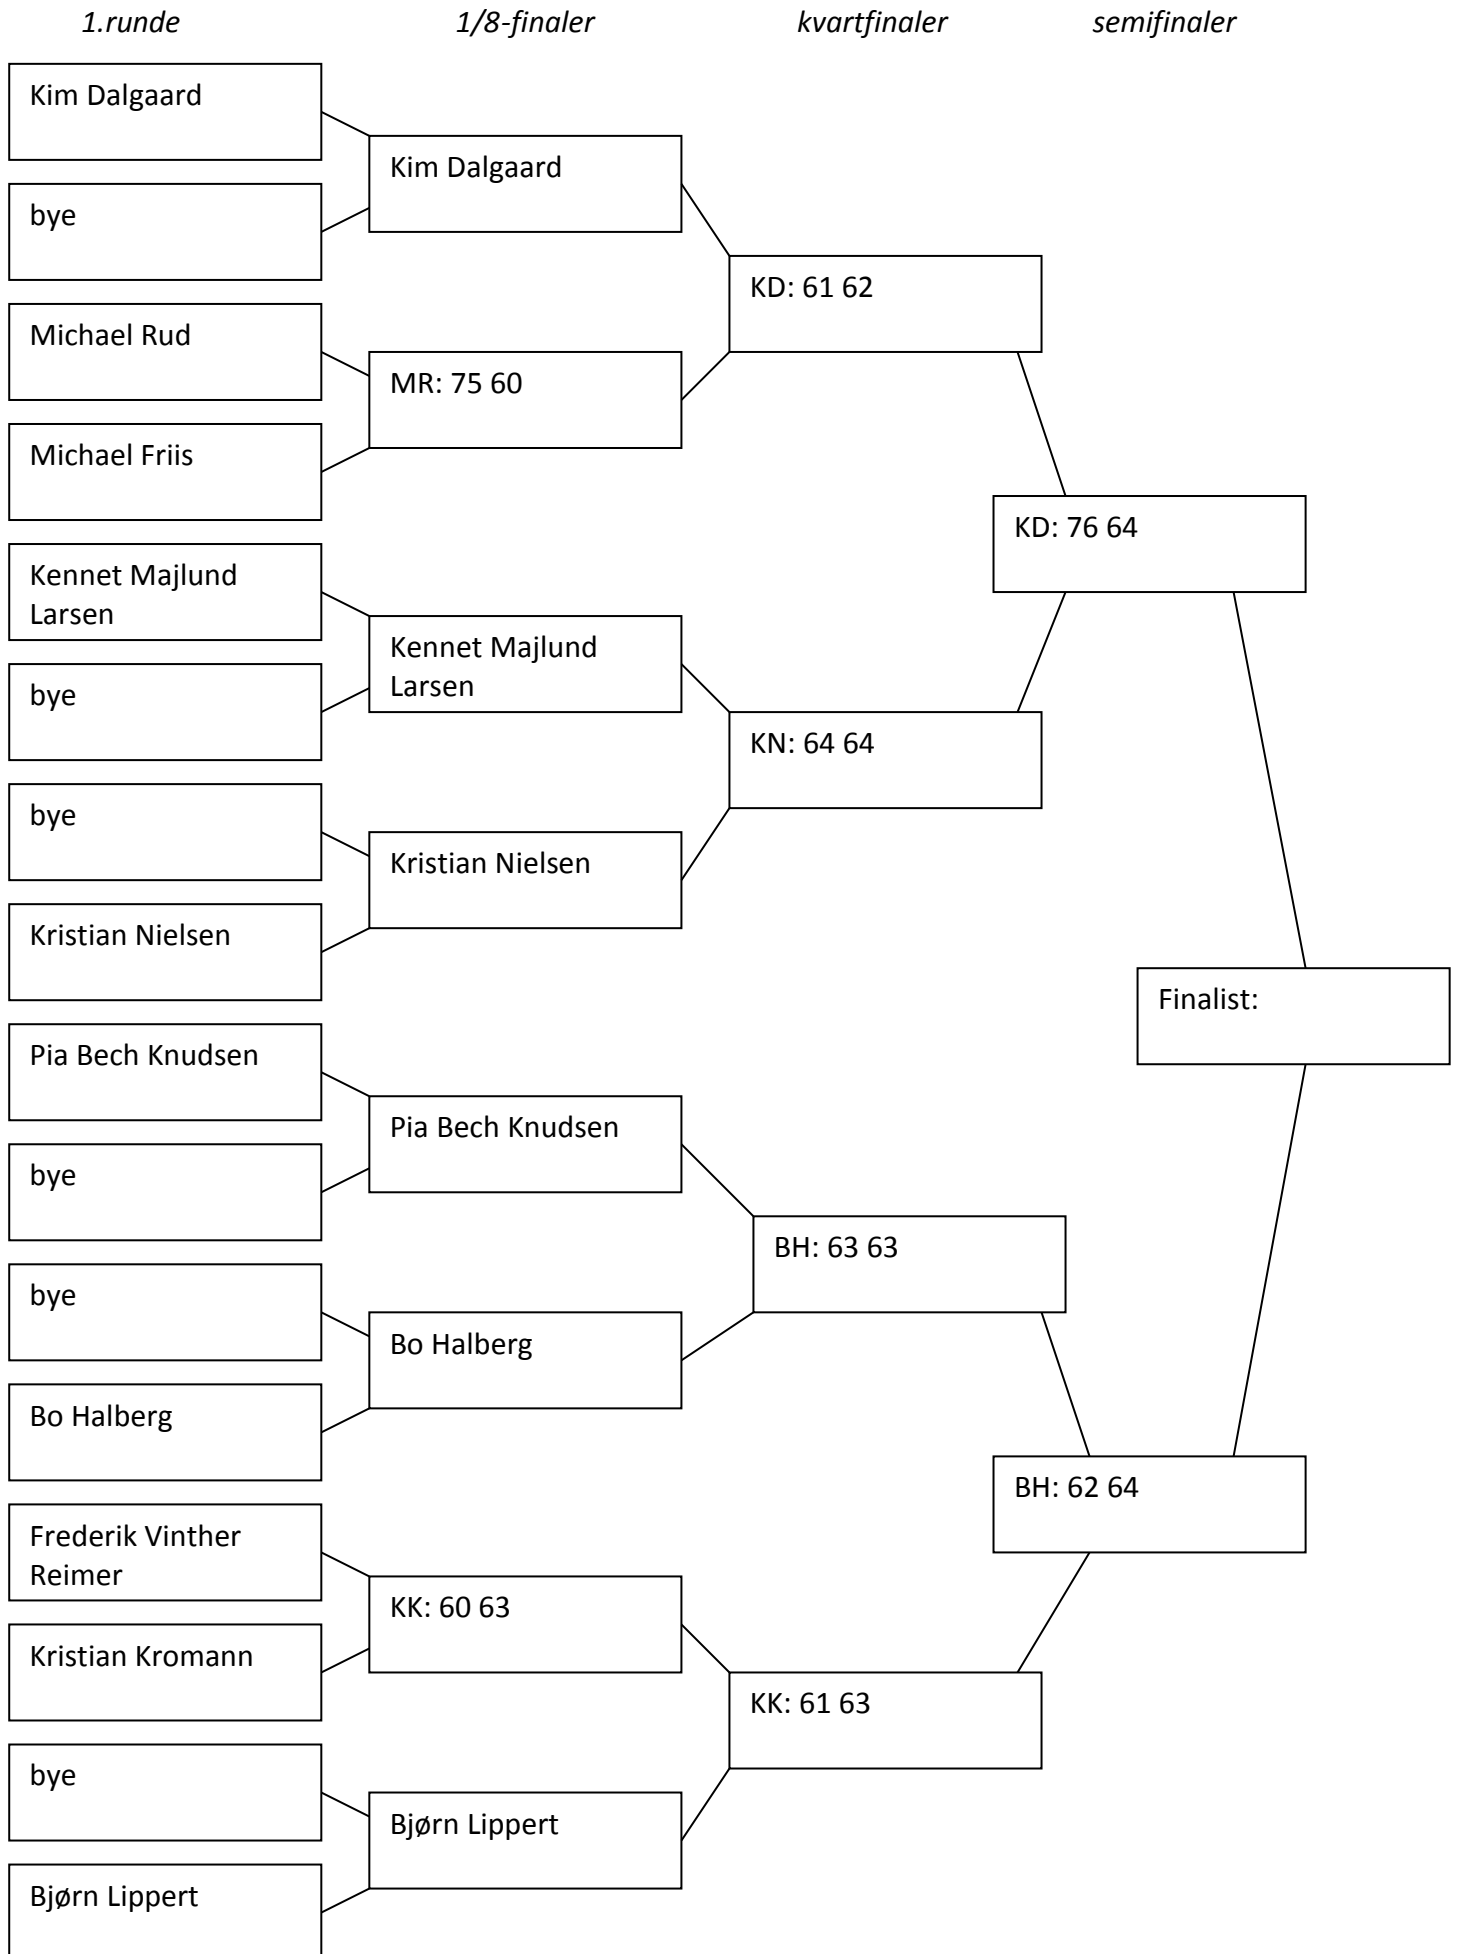 1.runde
1/8-finaler
kvartfinaler
semifinaler
Kim Dalgaard
bye
Michael Rud
Michael Friis
Kennet Majlund
Larsen
bye
bye
Kristian Nielsen
Pia Bech Knudsen
bye
bye
Bo Halberg
Frederik Vinther
Reimer
Kristian Kromann
bye
Bjørn Lippert
Kim Dalgaard
MR: 75 60
Kennet Majlund
Larsen
Kristian Nielsen
Pia Bech Knudsen
Bo Halberg
KK: 60 63
Bjørn Lippert
KD: 61 62
KN: 64 64
BH: 63 63
KK: 61 63
KD: 76 64
BH: 62 64
Finalist: